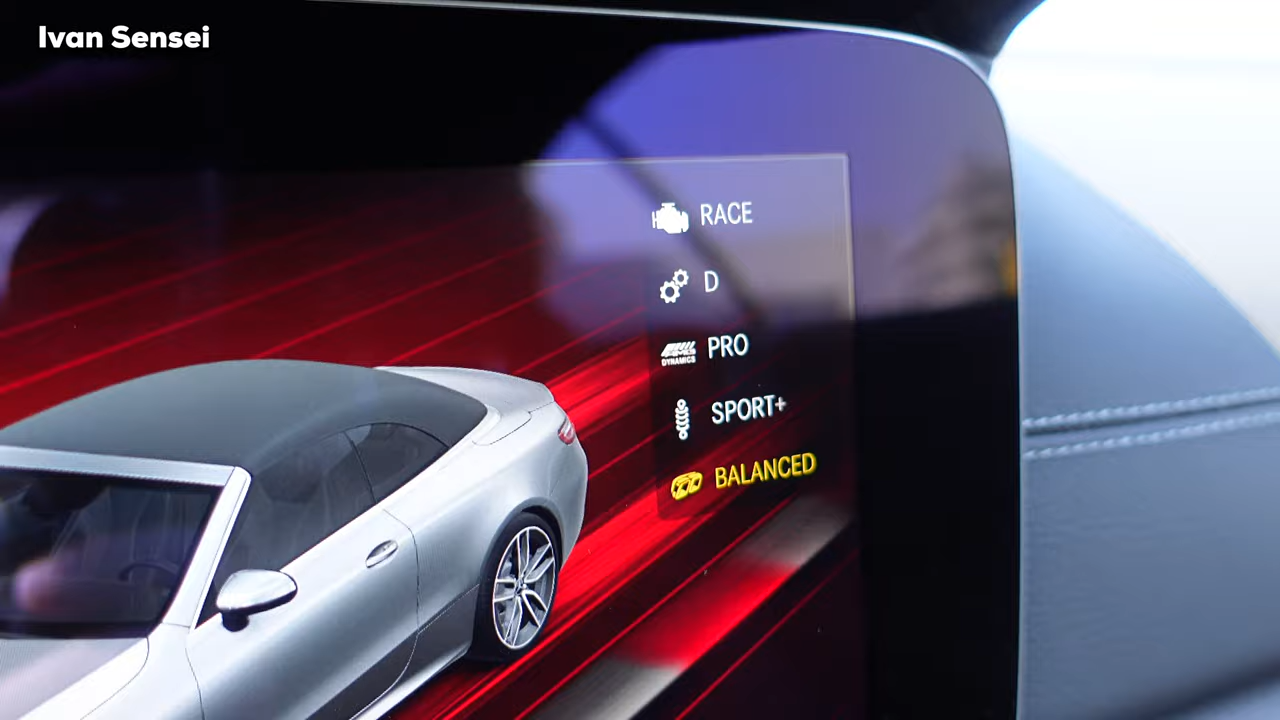 Ivan Sensei
RACE
D
PRO
DYNAMICS
SPORT+
BALANCED